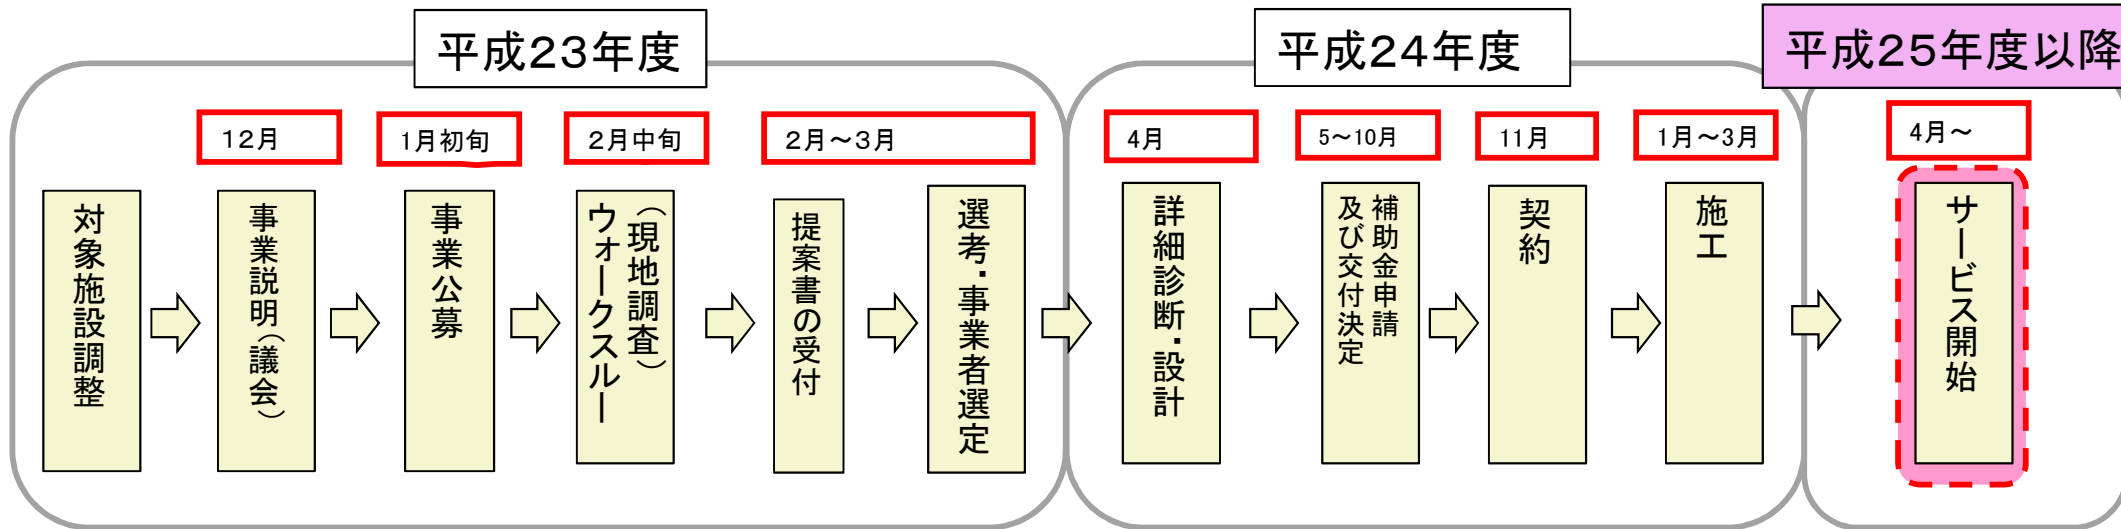 平成23年度
平成24年度
平成25年度以降
12月
1月初旬
2月中旬
2月～3月
4月
5～10月
11月
1月～3月
4月～
対象施設調整
事業説明（議会）
事業公募
（現地調査）
ウォークスルー
提案書の受付
選考・事業者選定
詳細診断・設計
補助金申請
及び交付決定
契約
施工
サービス開始